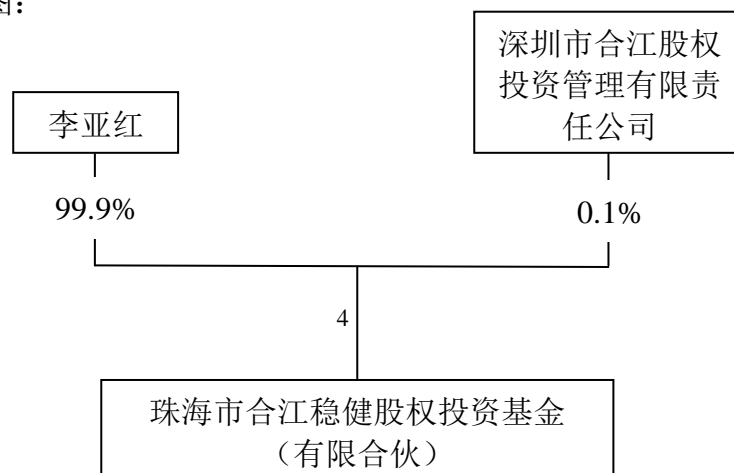 图：
深圳市合江股权
投资管理有限责
任公司
李亚红
99.9%
0.1%
4
珠海市合江稳健股权投资基金
（有限合伙）